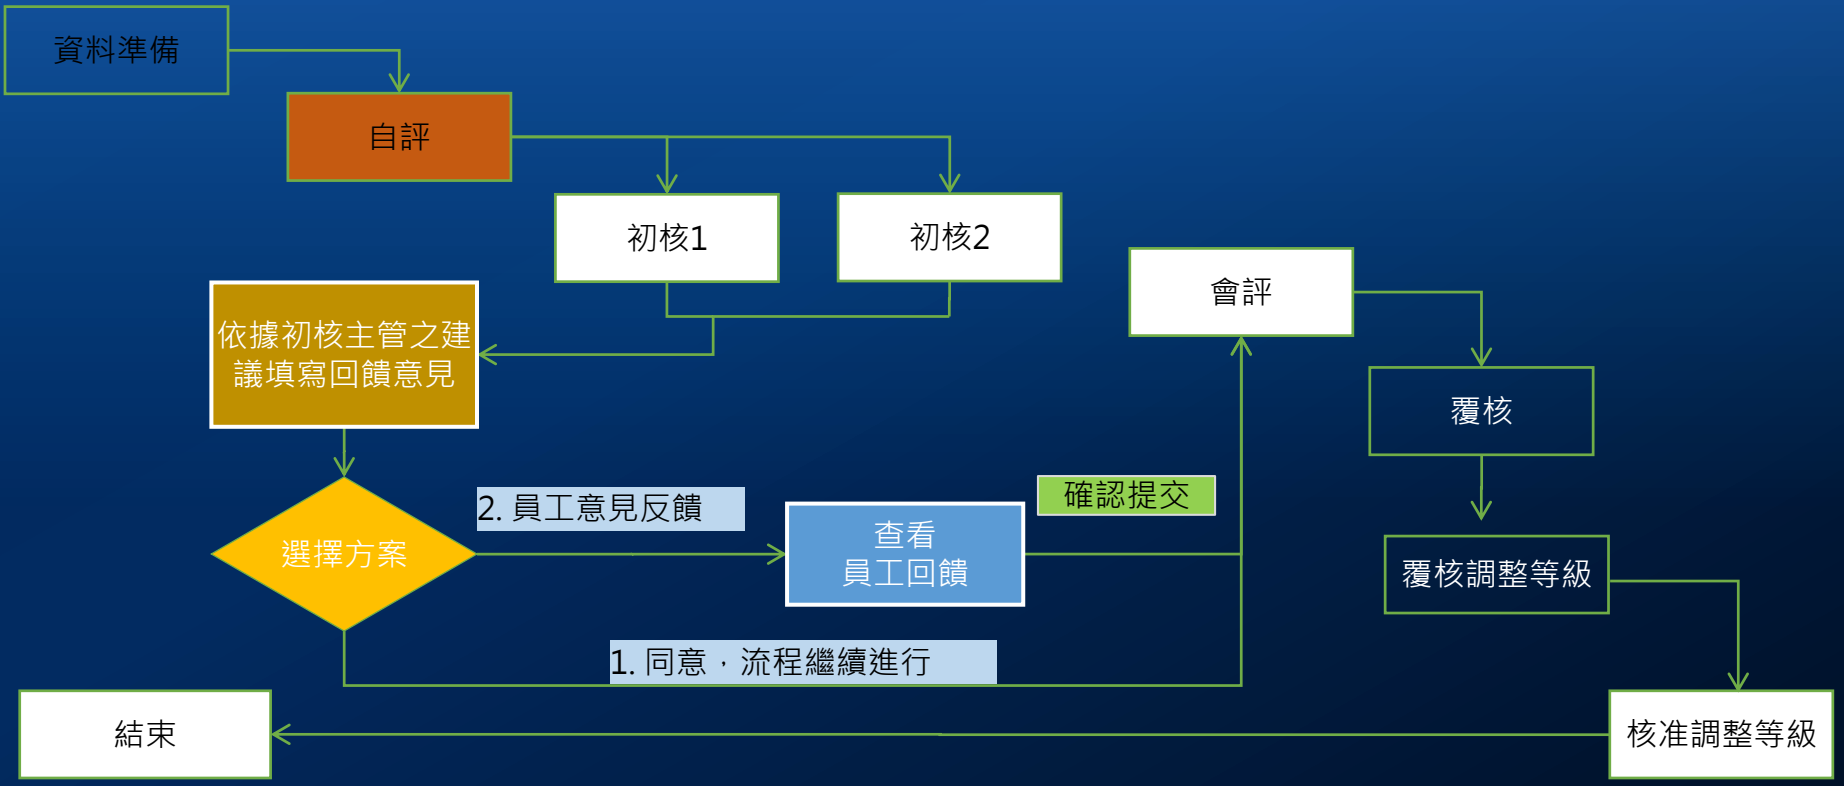 資料準備
自評
初核1
初核2
會評
依據初核主管之建
議填寫回饋意見
覆核
2. 員工意見反饋
確認提交
選擇方案
查看
員工回饋
覆核調整等級
1. 同意，流程繼續進行
結束
核准調整等級